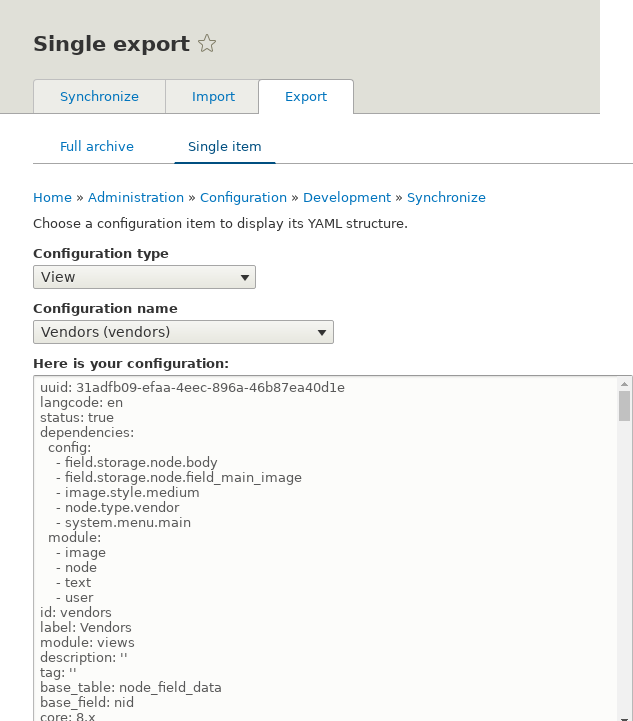 Single export
Synchronize Import Export
Full archive Single item
Home » Administration » Configuration » Development » Synchronize
Choose a configuration item to display its YAML structure.
Configuration type
View
Configuration name
Vendors (vendors)
Here is your configuration:
uuid: 31adfb09-efaa-4eec-896a-46b87ea40d1e
langcode: en
status: true
dependencies:
  config:
    - field.storage.node.body
    - field.storage.node.field_main_image
    - image.style.medium
    - node.type.vendor
    - system.menu.main
  module:
    - image
    - node
    - text
    - user
id: vendors
label: Vendors
module: views
description: ''
tag: ''
base_table: node_field_data
base_field: nid
core: 8.x